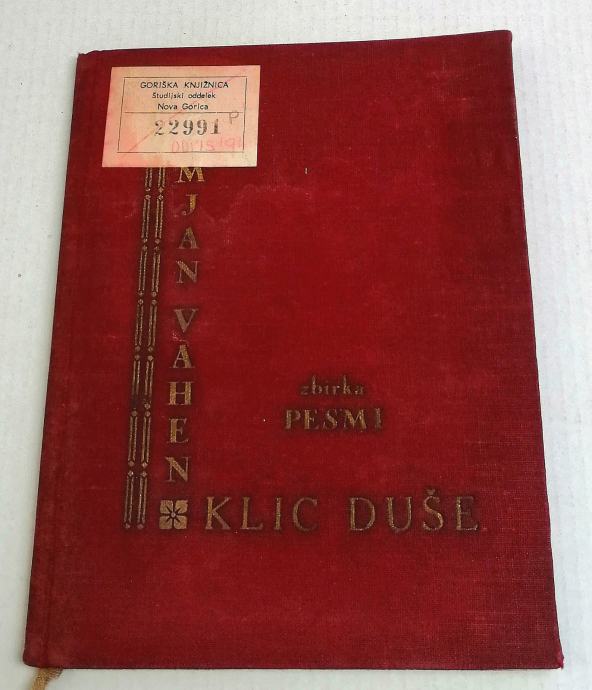 GORIŠKA KNJIŽNICA
Študijski oddelek
Nova Gorica
22991
P
MJAN VAHEN
zbirka
PESMI
KLIC DUŠE